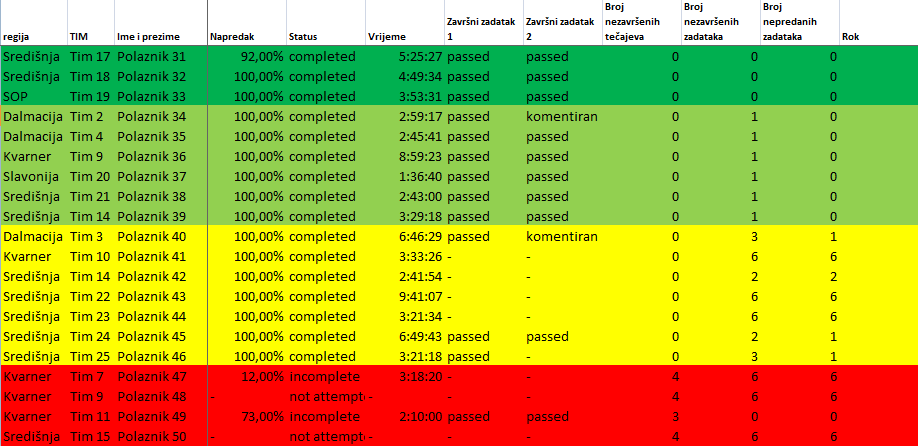 regija TIM Ime i prezime Napredak Status Vrijeme Završni zadatak 1 Završni zadatak 2 Broj nezavršenih tečajeva Broj nezavršenih zadataka Broj nepredanih zadataka Rok
Središnja Tim 17 Polaznik 31 92,00% completed 5:25:27 passed passed 0 0 0
Središnja Tim 18 Polaznik 32 100,00% completed 4:49:34 passed passed 0 0 0
SOP Tim 19 Polaznik 33 100,00% completed 3:53:31 passed passed 0 0 0
Dalmacija Tim 2 Polaznik 34 100,00% completed 2:59:17 passed komentiran 0 1 0
Dalmacija Tim 4 Polaznik 35 100,00% completed 2:45:41 passed passed 0 1 0
Kvarner Tim 9 Polaznik 36 100,00% completed 8:59:23 passed passed 0 1 0
Slavonija Tim 20 Polaznik 37 100,00% completed 1:36:40 passed passed 0 1 0
Središnja Tim 21 Polaznik 38 100,00% completed 2:43:00 passed passed 0 1 0
Središnja Tim 14 Polaznik 39 100,00% completed 3:29:18 passed passed 0 1 0
Dalmacija Tim 3 Polaznik 40 100,00% completed 6:46:29 passed komentiran 0 3 1
Kvarner Tim 10 Polaznik 41 100,00% completed 3:33:26 - - 0 6 6
Središnja Tim 14 Polaznik 42 100,00% completed 2:41:54 - - 0 2 2
Središnja Tim 22 Polaznik 43 100,00% completed 9:41:07 - - 0 6 6
Središnja Tim 23 Polaznik 44 100,00% completed 3:21:34 - - 0 6 6
Središnja Tim 24 Polaznik 45 100,00% completed 6:49:43 passed passed 0 2 1
Središnja Tim 25 Polaznik 46 100,00% completed 3:21:18 passed - 0 3 1
Kvarner Tim 7 Polaznik 47 12,00% incomplete 3:18:20 - - 4 6 6
Kvarner Tim 9 Polaznik 48 - not attempt - - - 4 6 6
Kvarner Tim 11 Polaznik 49 73,00% incomplete 2:10:00 passed passed 3 0 0
Središnja Tim 15 Polaznik 50 - not attempt - - - 4 6 6